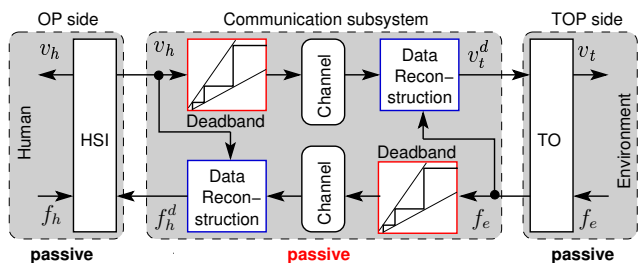 OP side
Communication subsystem
TOP side
v_h
v_h
v_t^d
v_t
Human
HSI
Deadband
Channel
Data
Recon-
struction
TO
Environment
Data
Recon-
struction
Channel
Deadband
f_h
f_h^d
f_e
f_e
passive
passive
passive